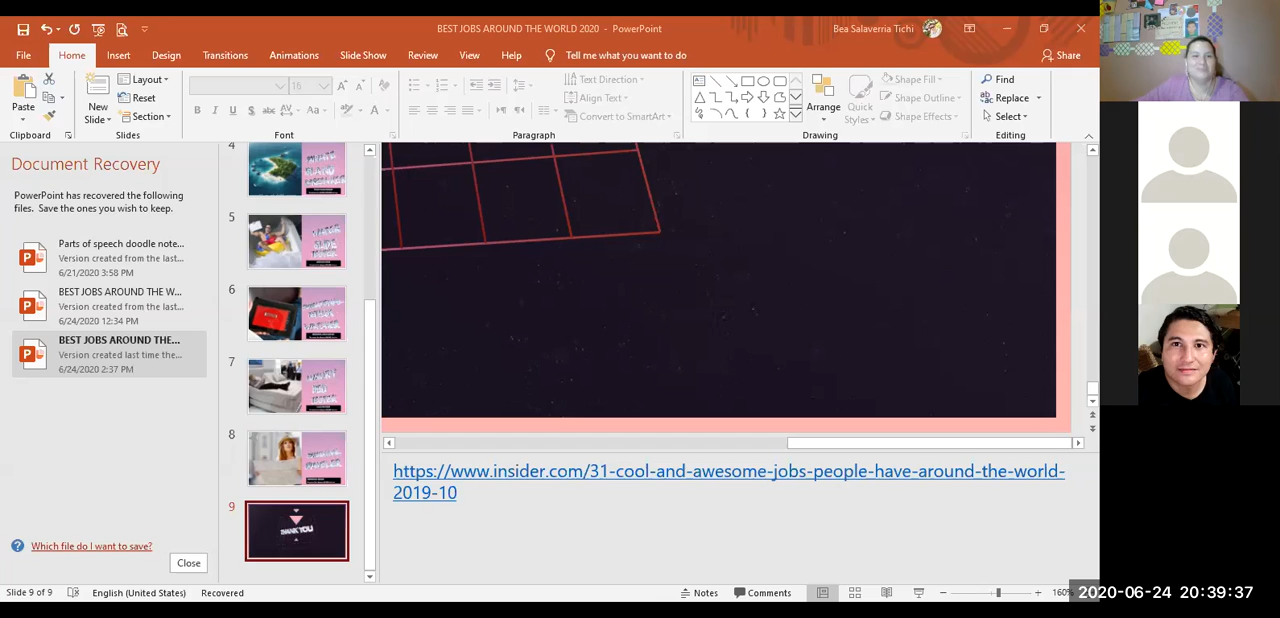 BEST JOBS AROUND THE WORLD 2020 - PowerPoint
Bea Salaverria Tichi
File Home Insert Design Transitions Animations Slide Show Review View Help Tell me what you want to do Share
Paste
New Slide
Layout
Reset
Section
16
B I U S abc AV Aa A
Text Direction
Align Text
Convert to SmartArt
Arrange
Quick Styles
Shape Fill
Shape Outline
Shape Effects
Find
Replace
Select
Clipboard Slides Font Paragraph Drawing Editing
Document Recovery
PowerPoint has recovered the following
files. Save the ones you wish to keep.
Parts of speech doodle note...
Version created from the last...
6/21/2020 3:58 PM
BEST JOBS AROUND THE W...
Version created from the last...
6/24/2020 12:34 PM
BEST JOBS AROUND THE...
Version created last time the...
6/24/2020 2:37 PM
Which file do I want to save?
Close
4
5
6
7
8
9
THANK YOU
https://www.insider.com/31-cool-and-awesome-jobs-people-have-around-the-world-
2019-10
Slide 9 of 9 English (United States) Recovered Notes Comments 160%
2020-06-24 20:39:37